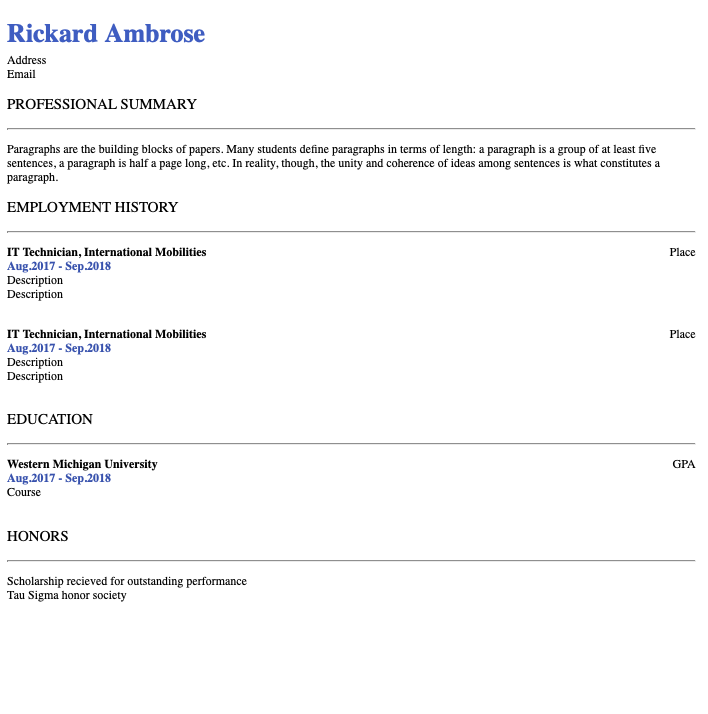 Rickard Ambrose
Address
Email
PROFESSIONAL SUMMARY
Paragraphs are the building blocks of papers. Many students define paragraphs in terms of length: a paragraph is a group of at least five
sentences, a paragraph is half a page long, etc. In reality, though, the unity and coherence of ideas among sentences is what constitutes a
paragraph.
EMPLOYMENT HISTORY
IT Technician, International Mobilities Place
Aug.2017 - Sep.2018
Description
Description
IT Technician, International Mobilities Place
Aug.2017 - Sep.2018
Description
Description
EDUCATION
Western Michigan University GPA
Aug.2017 - Sep.2018
Course
HONORS
Scholarship recieved for outstanding performance
Tau Sigma honor society